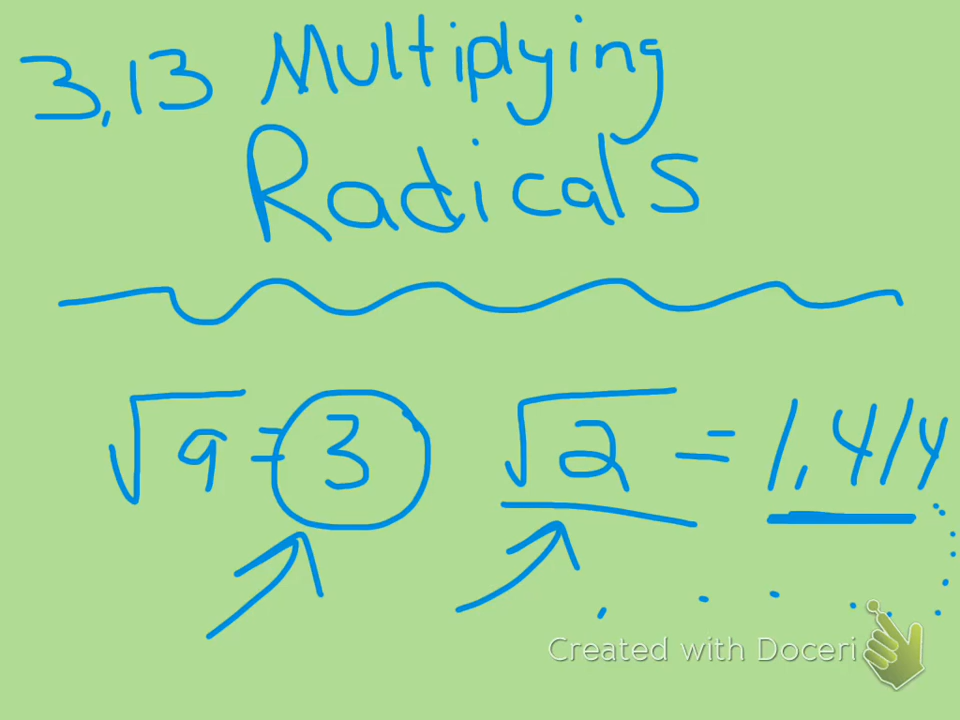 3.13 Multiplying
Radicals
√9 = 3 √2 = 1.414.........
Created with Doceri